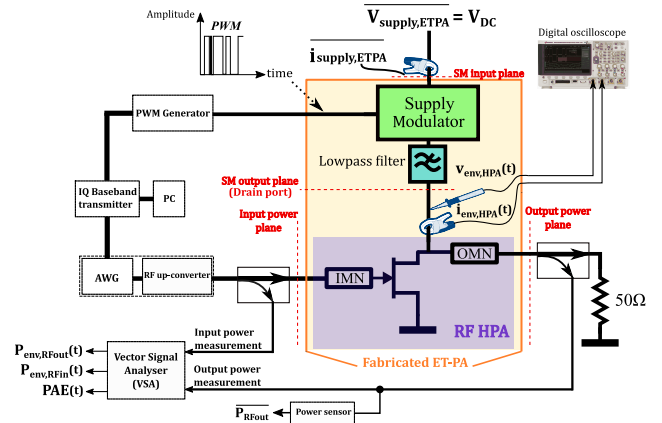 Amplitude
PWM
time
V supply,ETPA = V DC
i supply,ETPA
Digital oscilloscope
SM input plane
PWM Generator
Supply
Modulator
Lowpass filter
SM output plane
(Drain port)
v env,HPA (t)
i env,HPA (t)
IQ Baseband
transmitter
PC
Input power
plane
Output power
plane
AWG
RF up-converter
IMN
OMN
50Ω
RF HPA
Fabricated ET-PA
Input power
measurement
Output power
measurement
P env,RFout (t)
P env,RFin (t)
PAE(t)
Vector Signal
Analyser
(VSA)
P RFout
Power sensor